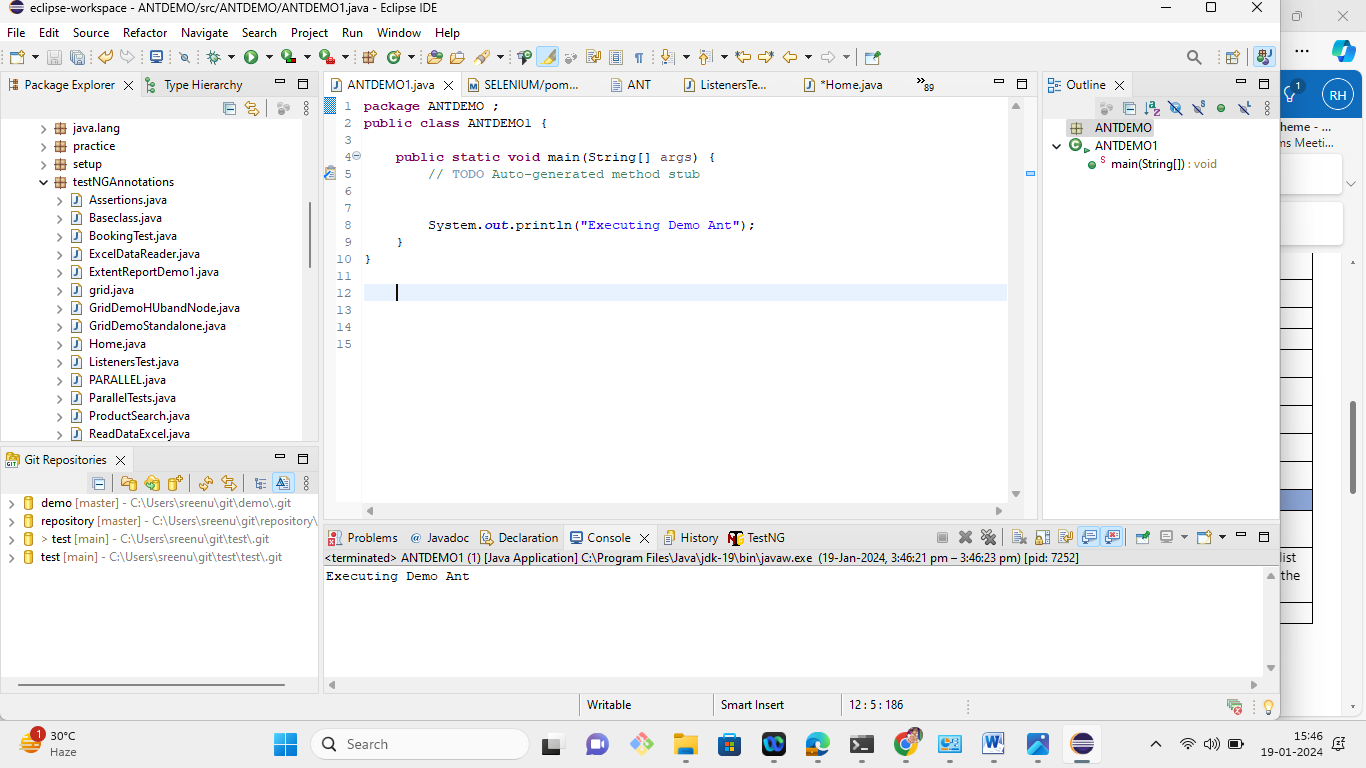 eclipse-workspace - ANTDEMO/src/ANTDEMO/ANTDEMO1.java - Eclipse IDE
File Edit Source Refactor Navigate Search Project Run Window Help
Package Explorer Type Hierarchy
java.lang
practice
setup
testNGAnnotations
Assertions.java
Baseclass.java
BookingTest.java
ExcelDataReader.java
ExtentReportDemo1.java
grid.java
GridDemoHUbandNode.java
GridDemoStandalone.java
Home.java
ListenersTest.java
PARALLEL.java
ParallelTests.java
ProductSearch.java
ReadDataExcel.java
Git Repositories
demo [master] - C:\Users\sreenu\git\demo\.git
repository [master] - C:\Users\sreenu\git\repository\
> test [main] - C:\Users\sreenu\git\test\.git
test [main] - C:\Users\sreenu\git\test\test\.git
ANTDEMO1.java SELENIUM/pom... ANT ListenersTe... *Home.java »89
1 package ANTDEMO ;
2 public class ANTDEMO1 {
3
4 public static void main(String[] args) {
5 // TODO Auto-generated method stub
6
7
8 System.out.println("Executing Demo Ant");
9 }
10 }
11
12
13
14
15
Outline
ANTDEMO
ANTDEMO1
main(String[]) : void
Problems @ Javadoc Declaration Console History TestNG
<terminated> ANTDEMO1 (1) [Java Application] C:\Program Files\Java\jdk-19\bin\javaw.exe (19-Jan-2024, 3:46:21 pm – 3:46:23 pm) [pid: 7252]
Executing Demo Ant
Writable Smart Insert 12 : 5 : 186
1 RH
heme - ...
ms Meeti...
list
the
1
30°C
Haze
Search
15:46
19-01-2024